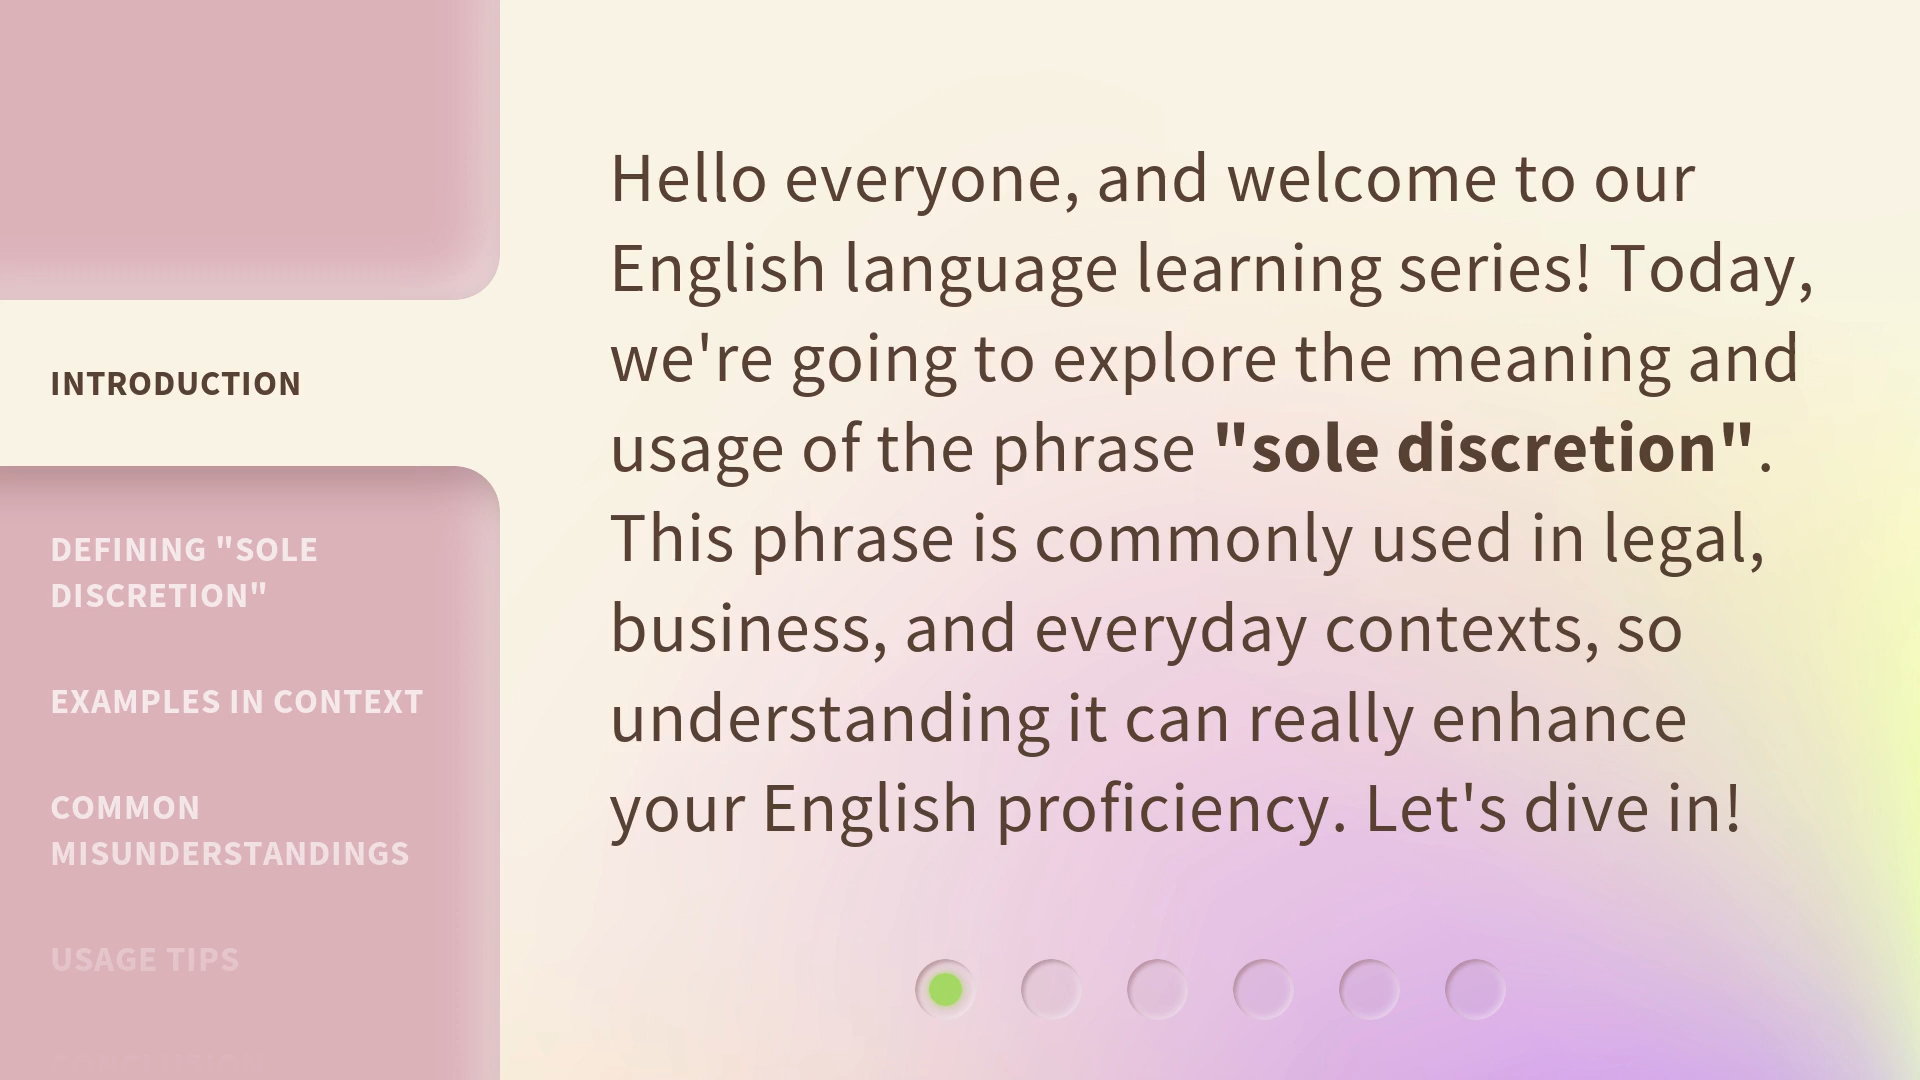 INTRODUCTION
DEFINING "SOLE
DISCRETION"
EXAMPLES IN CONTEXT
COMMON
MISUNDERSTANDINGS
USAGE TIPS
CONCLUSION
Hello everyone, and welcome to our
English language learning series! Today,
we're going to explore the meaning and
usage of the phrase "sole discretion".
This phrase is commonly used in legal,
business, and everyday contexts, so
understanding it can really enhance
your English proficiency. Let's dive in!